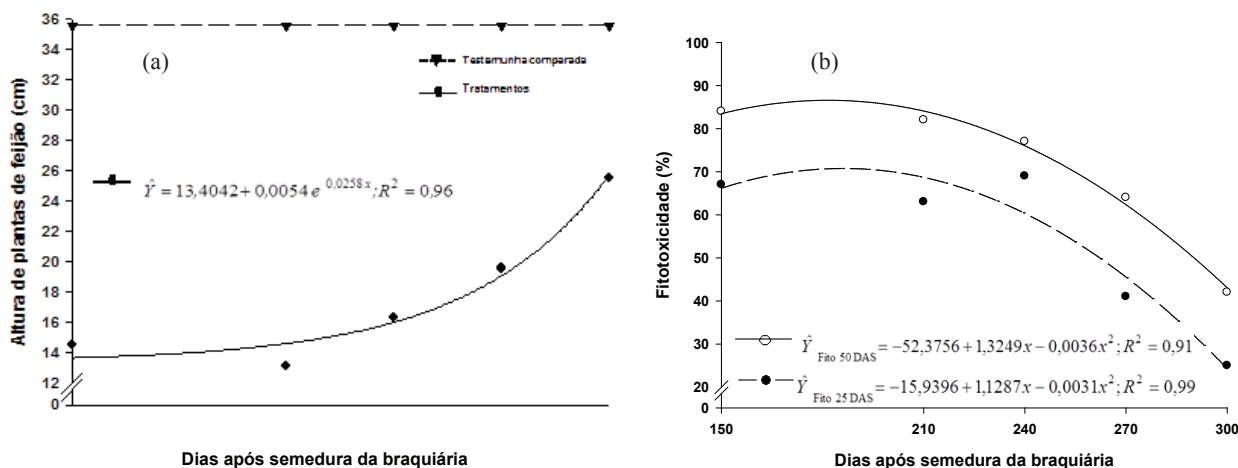 Altura de plantas de feijão (cm)
36
34
32
30
28
26
24
22
20
18
16
14
12
0
(a)
Testemunha comparada
Tratamentos
Ŷ = 13,4042 + 0,0054 e^0,0258x; R² = 0,96
Dias após semedura da braquiária
Fitotoxicidade (%)
100
90
80
70
60
50
40
30
20
0
(b)
Ŷ Fito 50 DAS = −52,3756 + 1,3249x − 0,0036x²; R² = 0,91
Ŷ Fito 25 DAS = −15,9396 + 1,1287x − 0,0031x²; R² = 0,99
150 210 240 270 300
Dias após semedura da braquiária